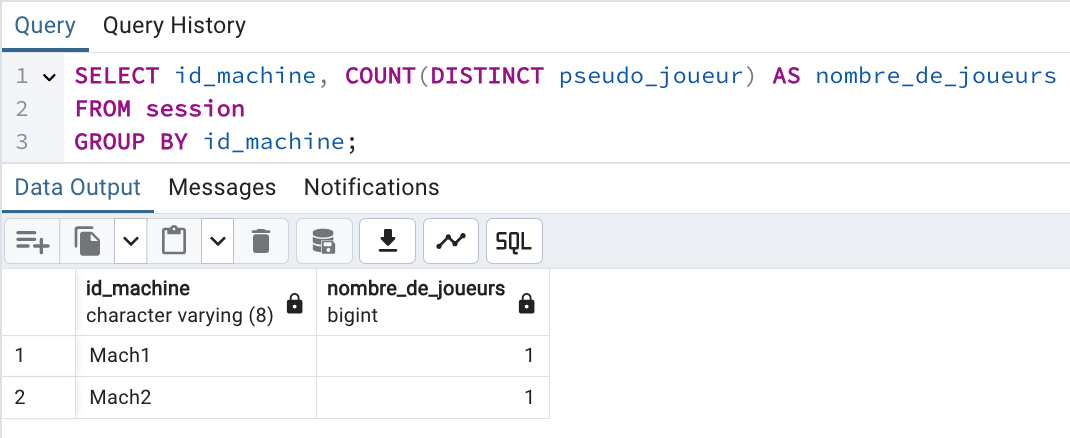 Query Query History
1 SELECT id_machine, COUNT(DISTINCT pseudo_joueur) AS nombre_de_joueurs
2 FROM session
3 GROUP BY id_machine;
Data Output Messages Notifications
SQL
id_machine nombre_de_joueurs
character varying (8) bigint
1 Mach1 1
2 Mach2 1